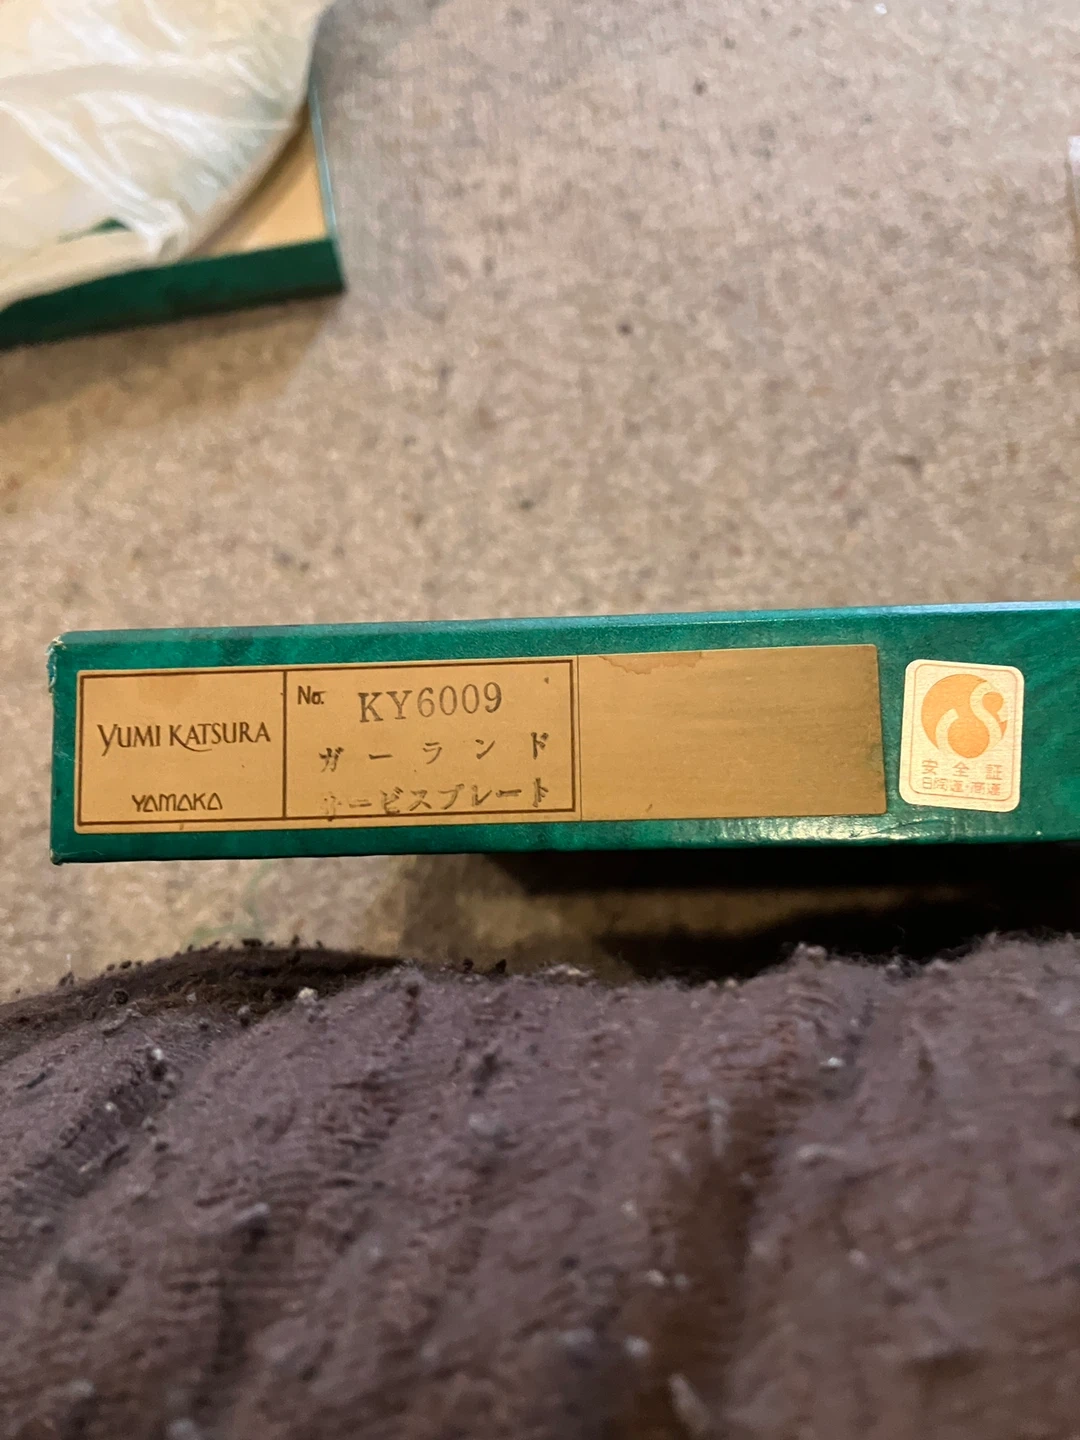 YUMI KATSURA
YAMAKA
No. KY6009
ガーランド
サービスプレート
安全証